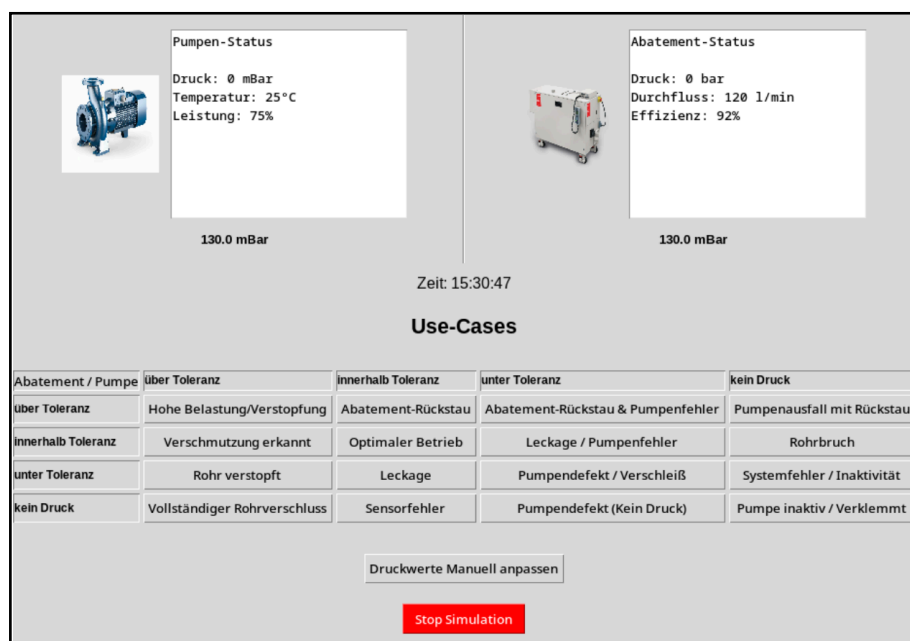 Pumpen-Status
Druck: 0 mBar
Temperatur: 25°C
Leistung: 75%
130.0 mBar
Abatement-Status
Druck: 0 bar
Durchfluss: 120 l/min
Effizienz: 92%
130.0 mBar
Zeit: 15:30:47
Use-Cases
Abatement / Pumpe über Toleranz innerhalb Toleranz unter Toleranz kein Druck
über Toleranz Hohe Belastung/Verstopfung Abatement-Rückstau Abatement-Rückstau & Pumpenfehler Pumpenausfall mit Rückstau
innerhalb Toleranz Verschmutzung erkannt Optimaler Betrieb Leckage / Pumpenfehler Rohrbruch
unter Toleranz Rohr verstopft Leckage Pumpendefekt / Verschleiß Systemfehler / Inaktivität
kein Druck Vollständiger Rohrverschluss Sensorfehler Pumpendefekt (Kein Druck) Pumpe inaktiv / Verklemmt
Druckwerte Manuell anpassen
Stop Simulation